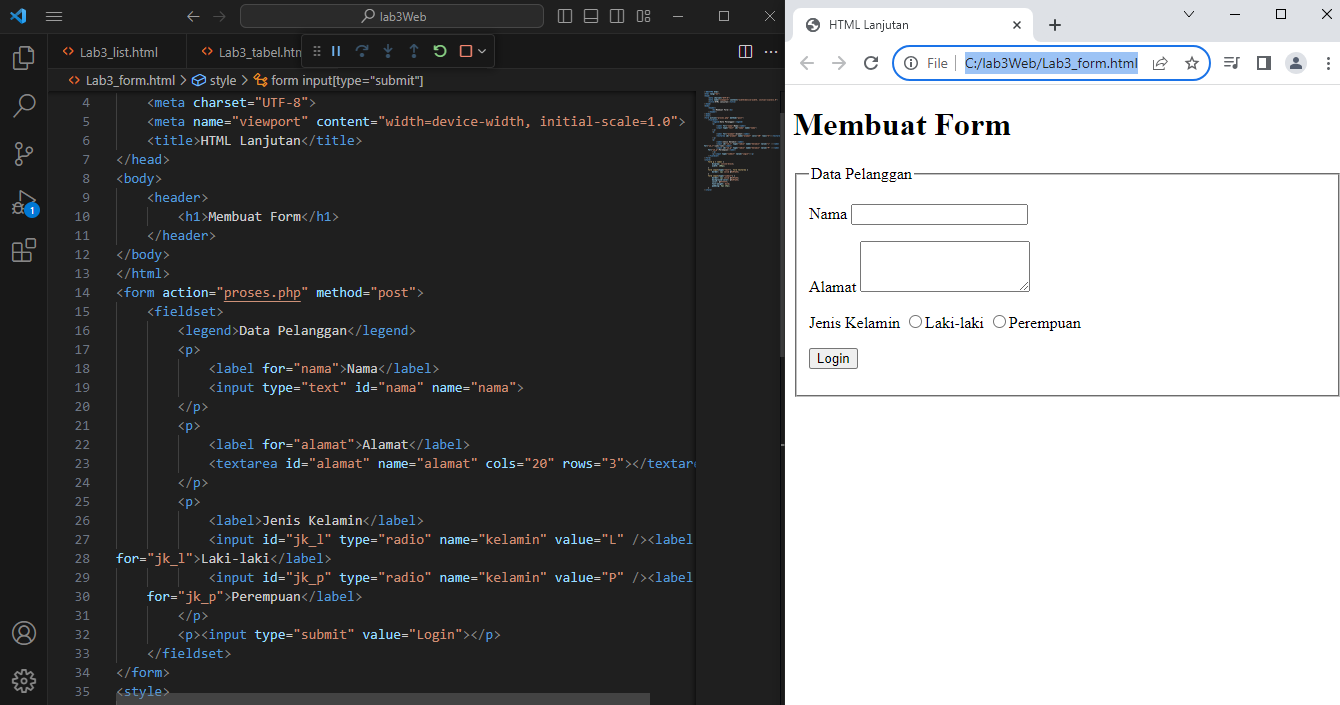 lab3Web
Lab3_list.html
Lab3_tabel.htm
Lab3_form.html > style > form input[type="submit"]
4 <meta charset="UTF-8">
5 <meta name="viewport" content="width=device-width, initial-scale=1.0">
6 <title>HTML Lanjutan</title>
7 </head>
8 <body>
9 <header>
10 <h1>Membuat Form</h1>
11 </header>
12 </body>
13 </html>
14 <form action="proses.php" method="post">
15 <fieldset>
16 <legend>Data Pelanggan</legend>
17 <p>
18 <label for="nama">Nama</label>
19 <input type="text" id="nama" name="nama">
20 </p>
21 <p>
22 <label for="alamat">Alamat</label>
23 <textarea id="alamat" name="alamat" cols="20" rows="3"></textare
24 </p>
25 <p>
26 <label>Jenis Kelamin</label>
27 <input id="jk_l" type="radio" name="kelamin" value="L" /><label
28 for="jk_l">Laki-laki</label>
29 <input id="jk_p" type="radio" name="kelamin" value="P" /><label
30 for="jk_p">Perempuan</label>
31 </p>
32 <p><input type="submit" value="Login"></p>
33 </fieldset>
34 </form>
35 <style>
1
HTML Lanjutan
File C:/lab3Web/Lab3_form.html
Membuat Form
Data Pelanggan
Nama
Alamat
Jenis Kelamin Laki-laki Perempuan
Login